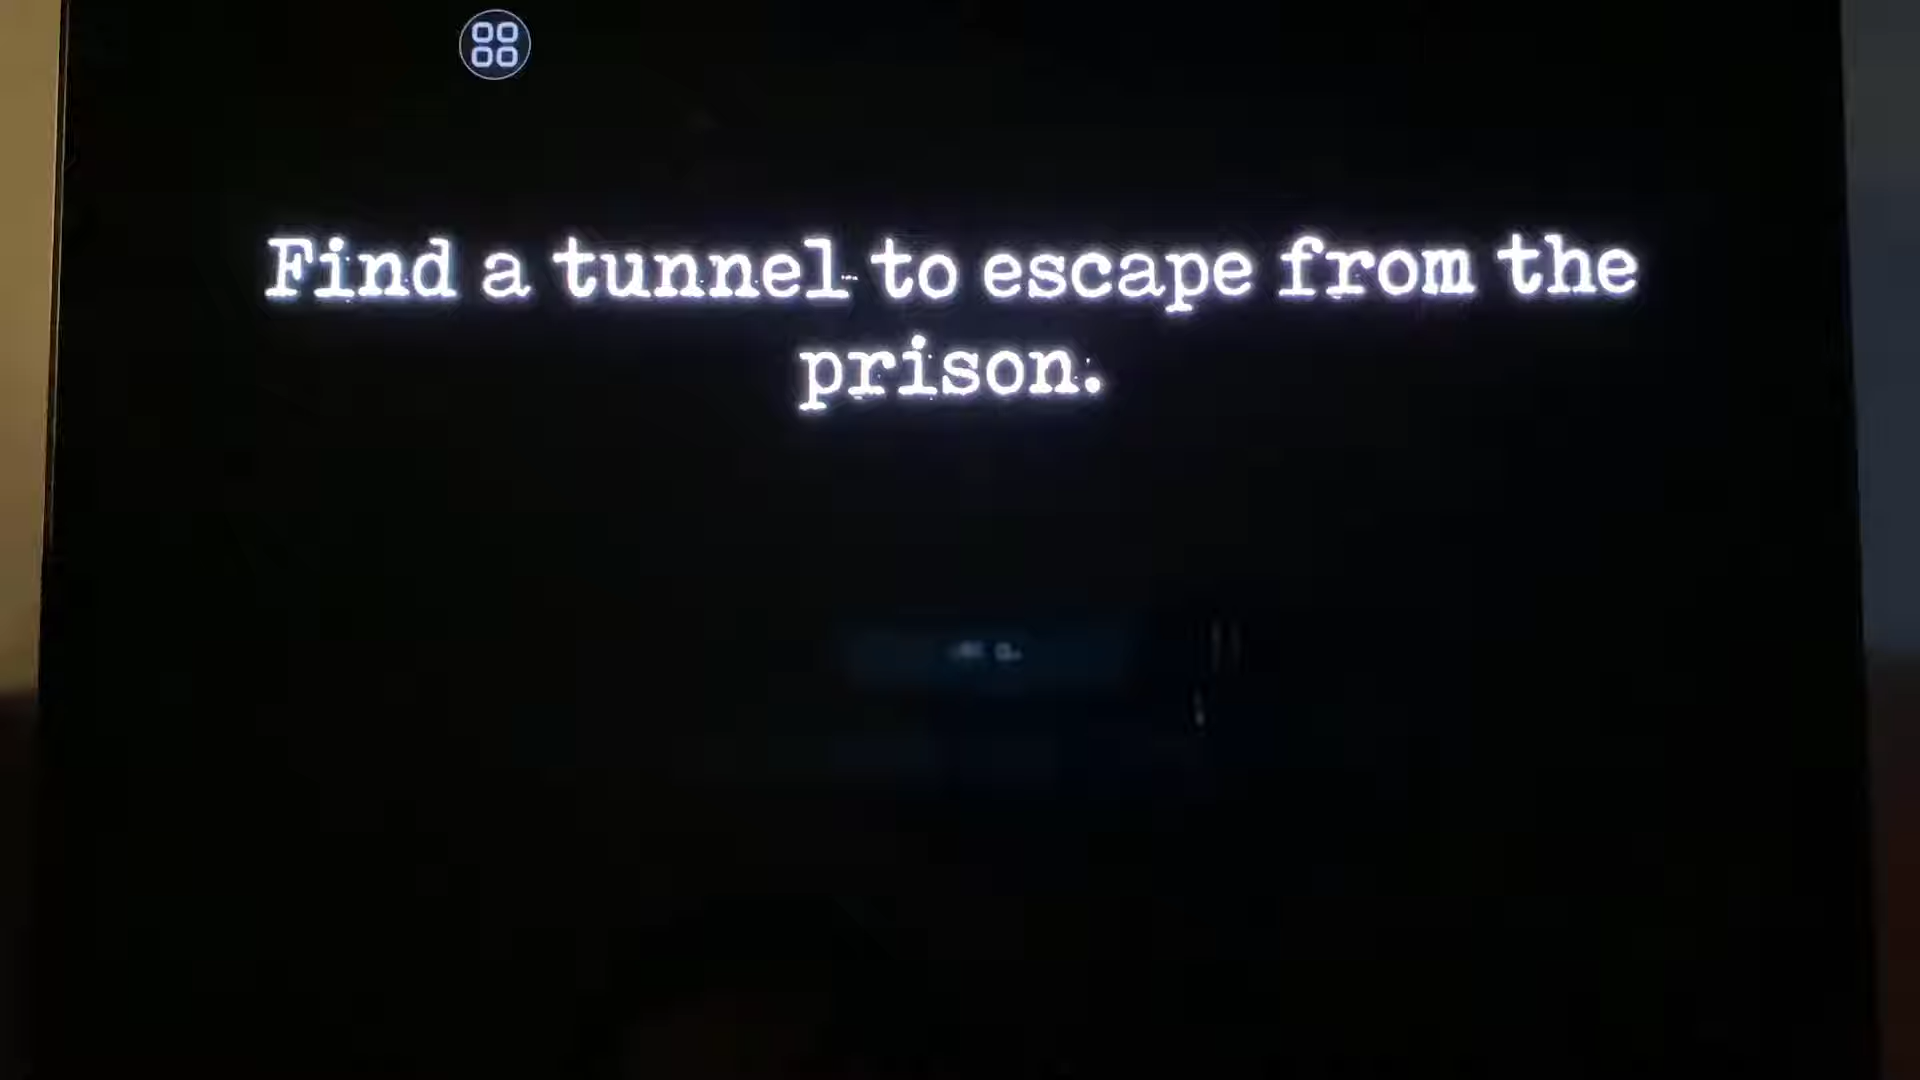 Find a tunnel to escape from the
prison.